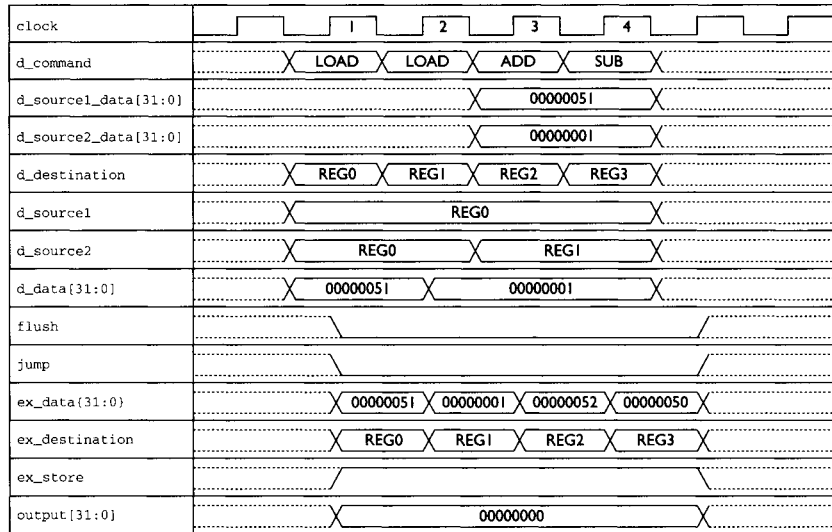 clock 1 2 3 4
d_command LOAD LOAD ADD SUB
d_source1_data[31:0] 00000051
d_source2_data[31:0] 00000001
d_destination REG0 REG1 REG2 REG3
d_source1 REG0
d_source2 REG0 REG1
d_data[31:0] 00000051 00000001
flush
jump
ex_data{31:0} 00000051 00000001 00000052 00000050
ex_destination REG0 REG1 REG2 REG3
ex_store
output[31:0] 00000000